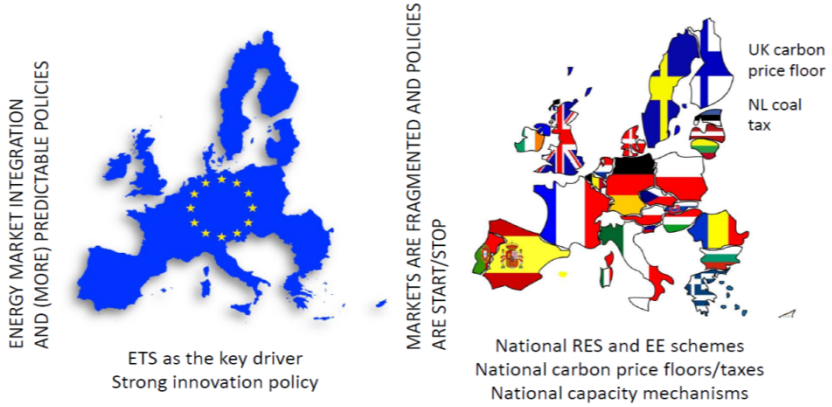 ENERGY MARKET INTEGRATION
AND (MORE) PREDICTABLE POLICIES
ETS as the key driver
Strong innovation policy
MARKETS ARE FRAGMENTED AND POLICIES
ARE START/STOP
UK carbon
price floor
NL coal
tax
National RES and EE schemes
National carbon price floors/taxes
National capacity mechanisms